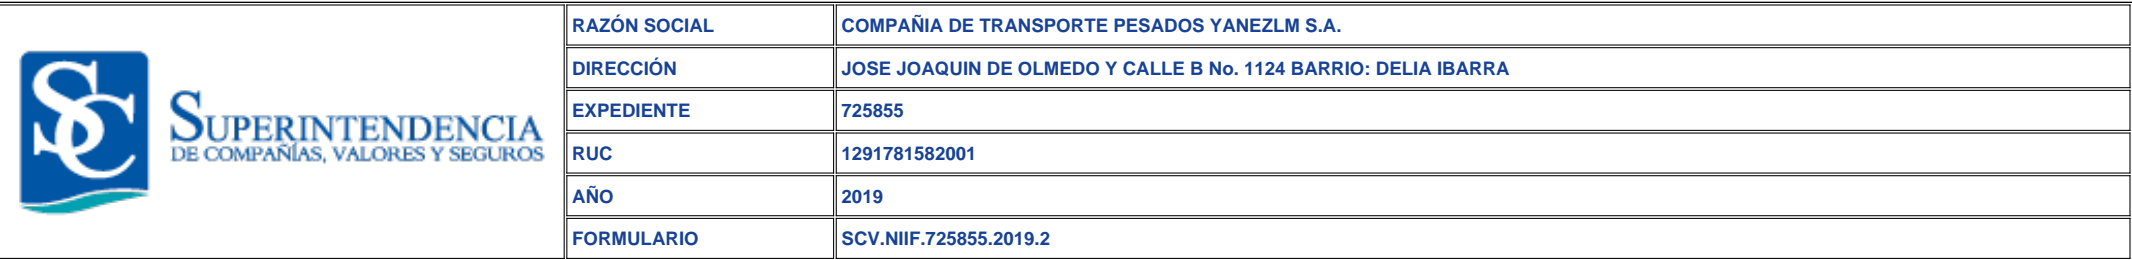 SC
SUPERINTENDENCIA
DE COMPAÑÍAS, VALORES Y SEGUROS
RAZÓN SOCIAL COMPAÑIA DE TRANSPORTE PESADOS YANEZLM S.A.
DIRECCIÓN JOSE JOAQUIN DE OLMEDO Y CALLE B No. 1124 BARRIO: DELIA IBARRA
EXPEDIENTE 725855
RUC 1291781582001
AÑO 2019
FORMULARIO SCV.NIIF.725855.2019.2